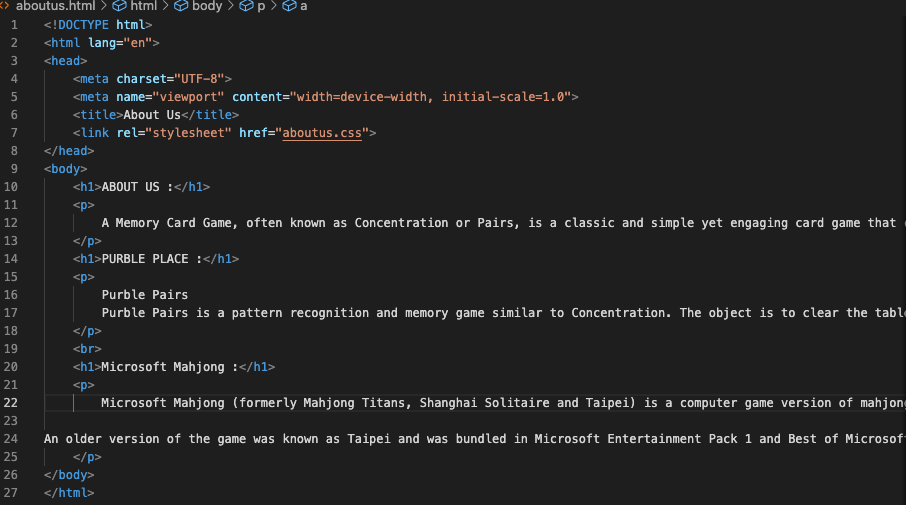 aboutus.html > html > body > p > a
1 <!DOCTYPE html>
2 <html lang="en">
3 <head>
4 <meta charset="UTF-8">
5 <meta name="viewport" content="width=device-width, initial-scale=1.0">
6 <title>About Us</title>
7 <link rel="stylesheet" href="aboutus.css">
8 </head>
9 <body>
10 <h1>ABOUT US :</h1>
11 <p>
12 A Memory Card Game, often known as Concentration or Pairs, is a classic and simple yet engaging card game that
13 </p>
14 <h1>PURBLE PLACE :</h1>
15 <p>
16 Purble Pairs
17 Purble Pairs is a pattern recognition and memory game similar to Concentration. The object is to clear the tabl
18 </p>
19 <br>
20 <h1>Microsoft Mahjong :</h1>
21 <p>
22 Microsoft Mahjong (formerly Mahjong Titans, Shanghai Solitaire and Taipei) is a computer game version of mahjong
23
24 An older version of the game was known as Taipei and was bundled in Microsoft Entertainment Pack 1 and Best of Microsof
25 </p>
26 </body>
27 </html>